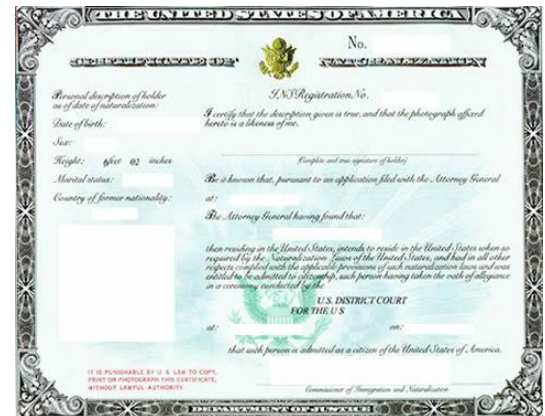 THE UNITED STATES OF AMERICA
No.
CERTIFICATE OF NATURALIZATION
Personal description of holder
as of date of naturalization:
Date of birth:
Sex:
Height: 6 feet 02 inches
Marital status:
Country of former nationality:
INS Registration No.
I certify that the description given is true, and that the photograph affixed
hereto is a likeness of me.
(Complete and true signature of holder)
Be it known that, pursuant to an application filed with the Attorney General
at:
The Attorney General having found that:
then residing in the United States, intends to reside in the United States when so
required by the Naturalization Laws of the United States, and had in all other
respects complied with the applicable provisions of such naturalization laws and was
entitled to be admitted to citizenship, such person having taken the oath of allegiance
in a ceremony conducted by the
U.S. DISTRICT COURT
FOR THE U S
at: on:
that such person is admitted as a citizen of the United States of America.
IT IS PUNISHABLE BY U. S. LAW TO COPY,
PRINT OR PHOTOGRAPH THIS CERTIFICATE,
WITHOUT LAWFUL AUTHORITY.
Commissioner of Immigration and Naturalization
DEPARTMENT OF JUSTICE